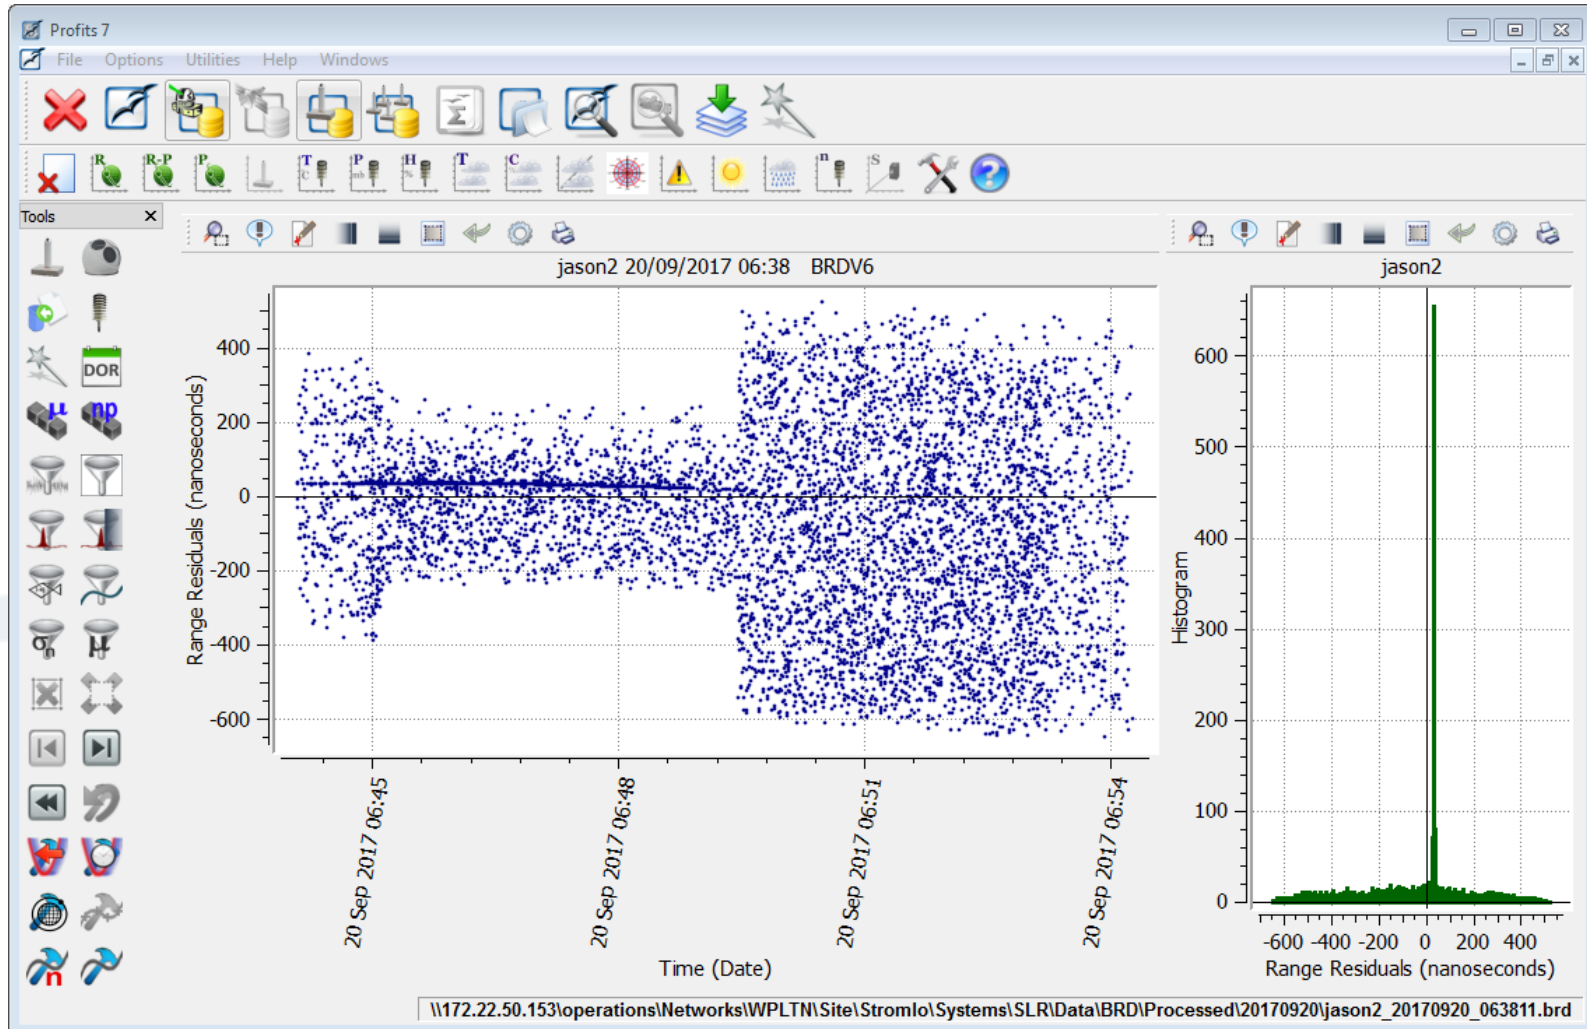 Profits 7
File Options Utilities Help Windows
R R-P P T C P mb H % T C n S
Tools
DOR
μ np
σn μ
n
jason2 20/09/2017 06:38 BRDV6
Range Residuals (nanoseconds)
400
200
0
-200
-400
-600
20 Sep 2017 06:45
20 Sep 2017 06:48
20 Sep 2017 06:51
20 Sep 2017 06:54
Time (Date)
jason2
Histogram
600
500
400
300
200
100
0
-600 -400 -200 0 200 400
Range Residuals (nanoseconds)
\\172.22.50.153\operations\Networks\WPLTN\Site\Stromlo\Systems\SLR\Data\BRD\Processed\20170920\jason2_20170920_063811.brd